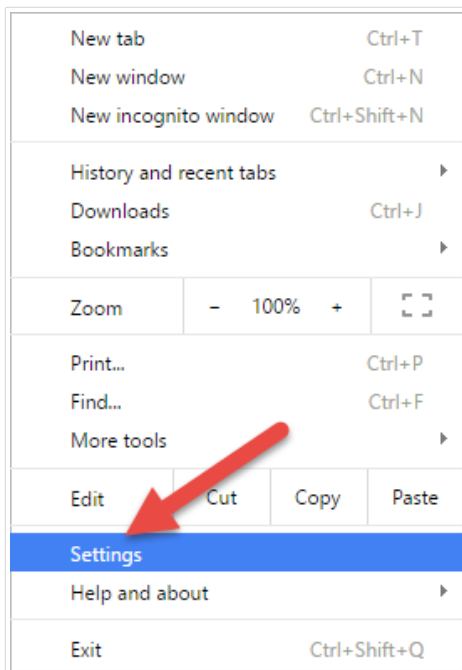 New tab Ctrl+T
New window Ctrl+N
New incognito window Ctrl+Shift+N
History and recent tabs
Downloads Ctrl+J
Bookmarks
Zoom - 100% +
Print... Ctrl+P
Find... Ctrl+F
More tools
Edit Cut Copy Paste
Settings
Help and about
Exit Ctrl+Shift+Q